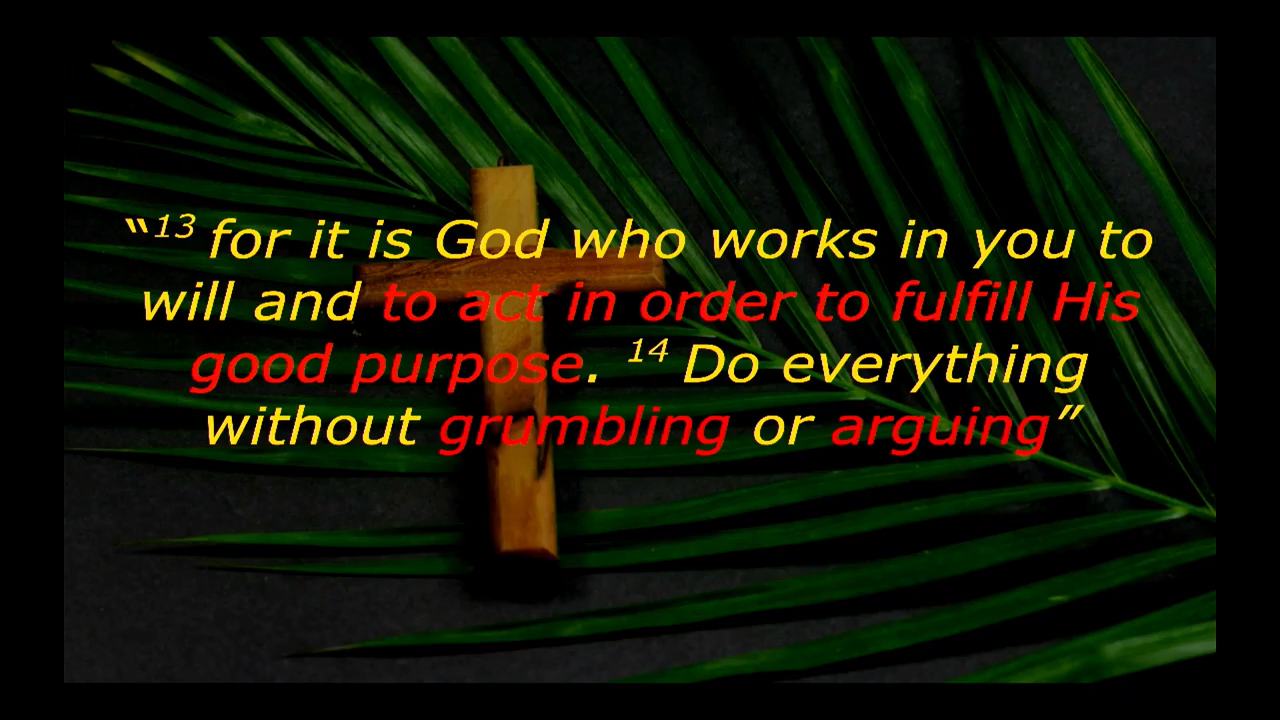 “13 for it is God who works in you to
will and to act in order to fulfill His
good purpose. 14 Do everything
without grumbling or arguing”